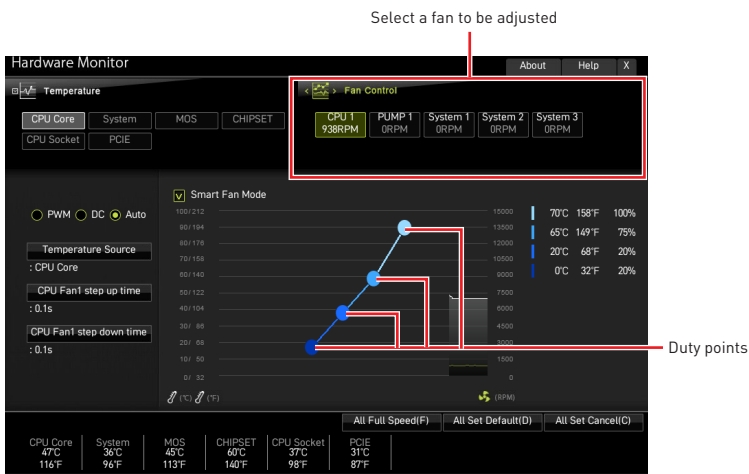 Select a fan to be adjusted
Hardware Monitor
About Help X
Temperature
Fan Control
CPU Core System MOS CHIPSET
CPU Socket PCIE
CPU 1 PUMP 1 System 1 System 2 System 3
938RPM 0RPM 0RPM 0RPM 0RPM
Smart Fan Mode
PWM DC Auto
Temperature Source
: CPU Core
CPU Fan1 step up time
: 0.1s
CPU Fan1 step down time
: 0.1s
100/212 15000
90/194 13500
80/176 12000
70/158 10500
60/140 9000
50/122 7500
40/104 6000
30/ 86 4500
20/ 68 3000
10/ 50 1500
0/ 32 0
(℃) (℉) (RPM)
70℃ 158℉ 100%
65℃ 149℉ 75%
20℃ 68℉ 20%
0℃ 32℉ 20%
Duty points
All Full Speed(F) All Set Default(D) All Set Cancel(C)
CPU Core System MOS CHIPSET CPU Socket PCIE
47℃ 36℃ 45℃ 60℃ 37℃ 31℃
116℉ 96℉ 113℉ 140℉ 98℉ 87℉